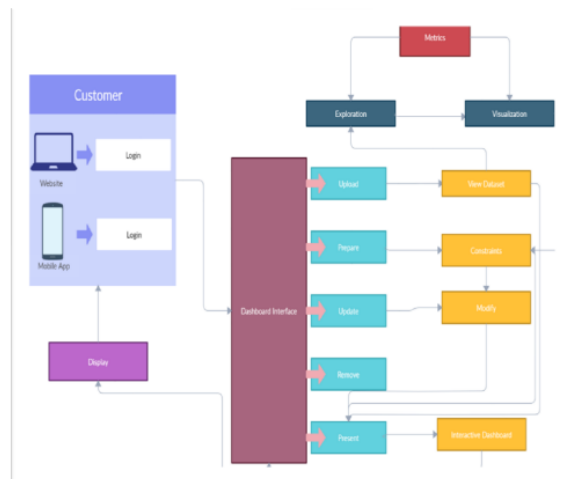 Metrics
Customer
Exploration
Visualization
Login
Website
Upload
View Dataset
Login
Mobile App
Prepare
Constraints
Dashboard Interface
Update
Modify
Display
Remove
Present
Interactive Dashboard